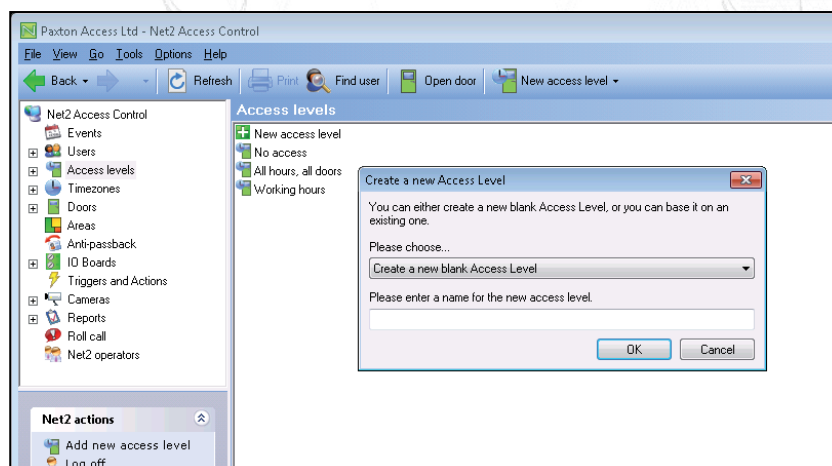 Paxton Access Ltd - Net2 Access Control
File View Go Tools Options Help
Back Refresh Print Find user Open door New access level
Net2 Access Control
Events
Users
Access levels
Timezones
Doors
Areas
Anti-passback
IO Boards
Triggers and Actions
Cameras
Reports
Roll call
Net2 operators
Net2 actions
Add new access level
Log off
Access levels
New access level
No access
All hours, all doors
Working hours
Create a new Access Level
You can either create a new blank Access Level, or you can base it on an
existing one.
Please choose...
Create a new blank Access Level
Please enter a name for the new access level.
OK Cancel